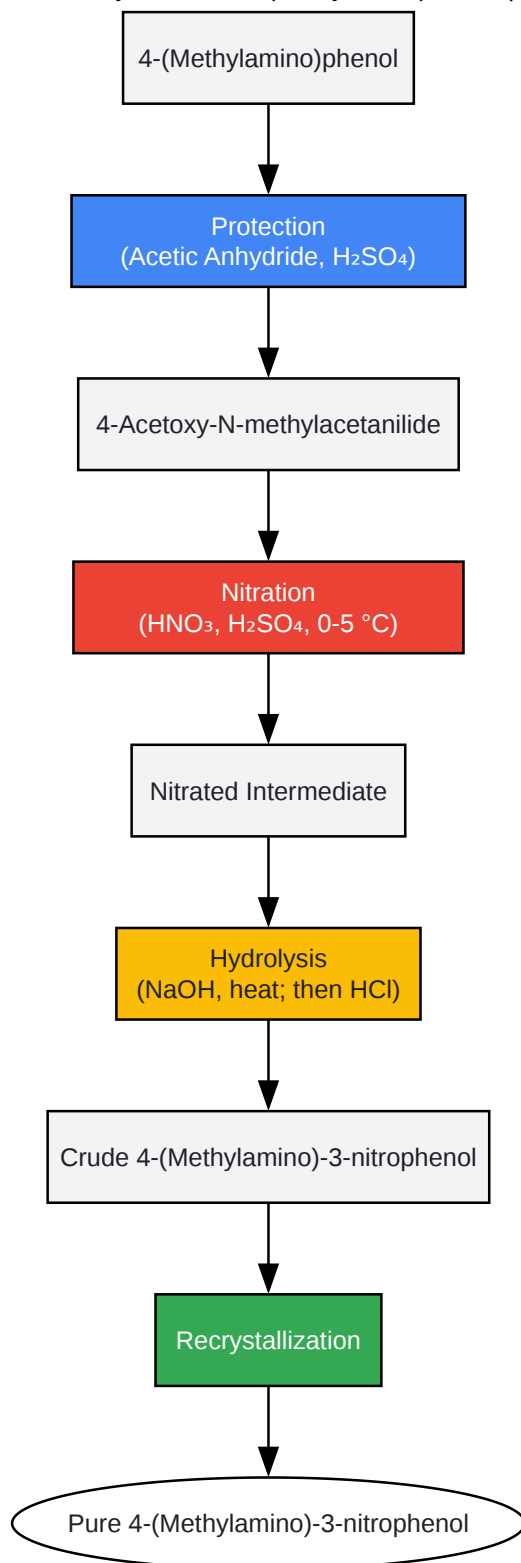 4-(Methylamino)phenol
Protection
(Acetic Anhydride, H₂SO₄)
4-Acetoxy-N-methylacetanilide
Nitration
(HNO₃, H₂SO₄, 0-5 °C)
Nitrated Intermediate
Hydrolysis
(NaOH, heat; then HCl)
Crude 4-(Methylamino)-3-nitrophenol
Recrystallization
Pure 4-(Methylamino)-3-nitrophenol